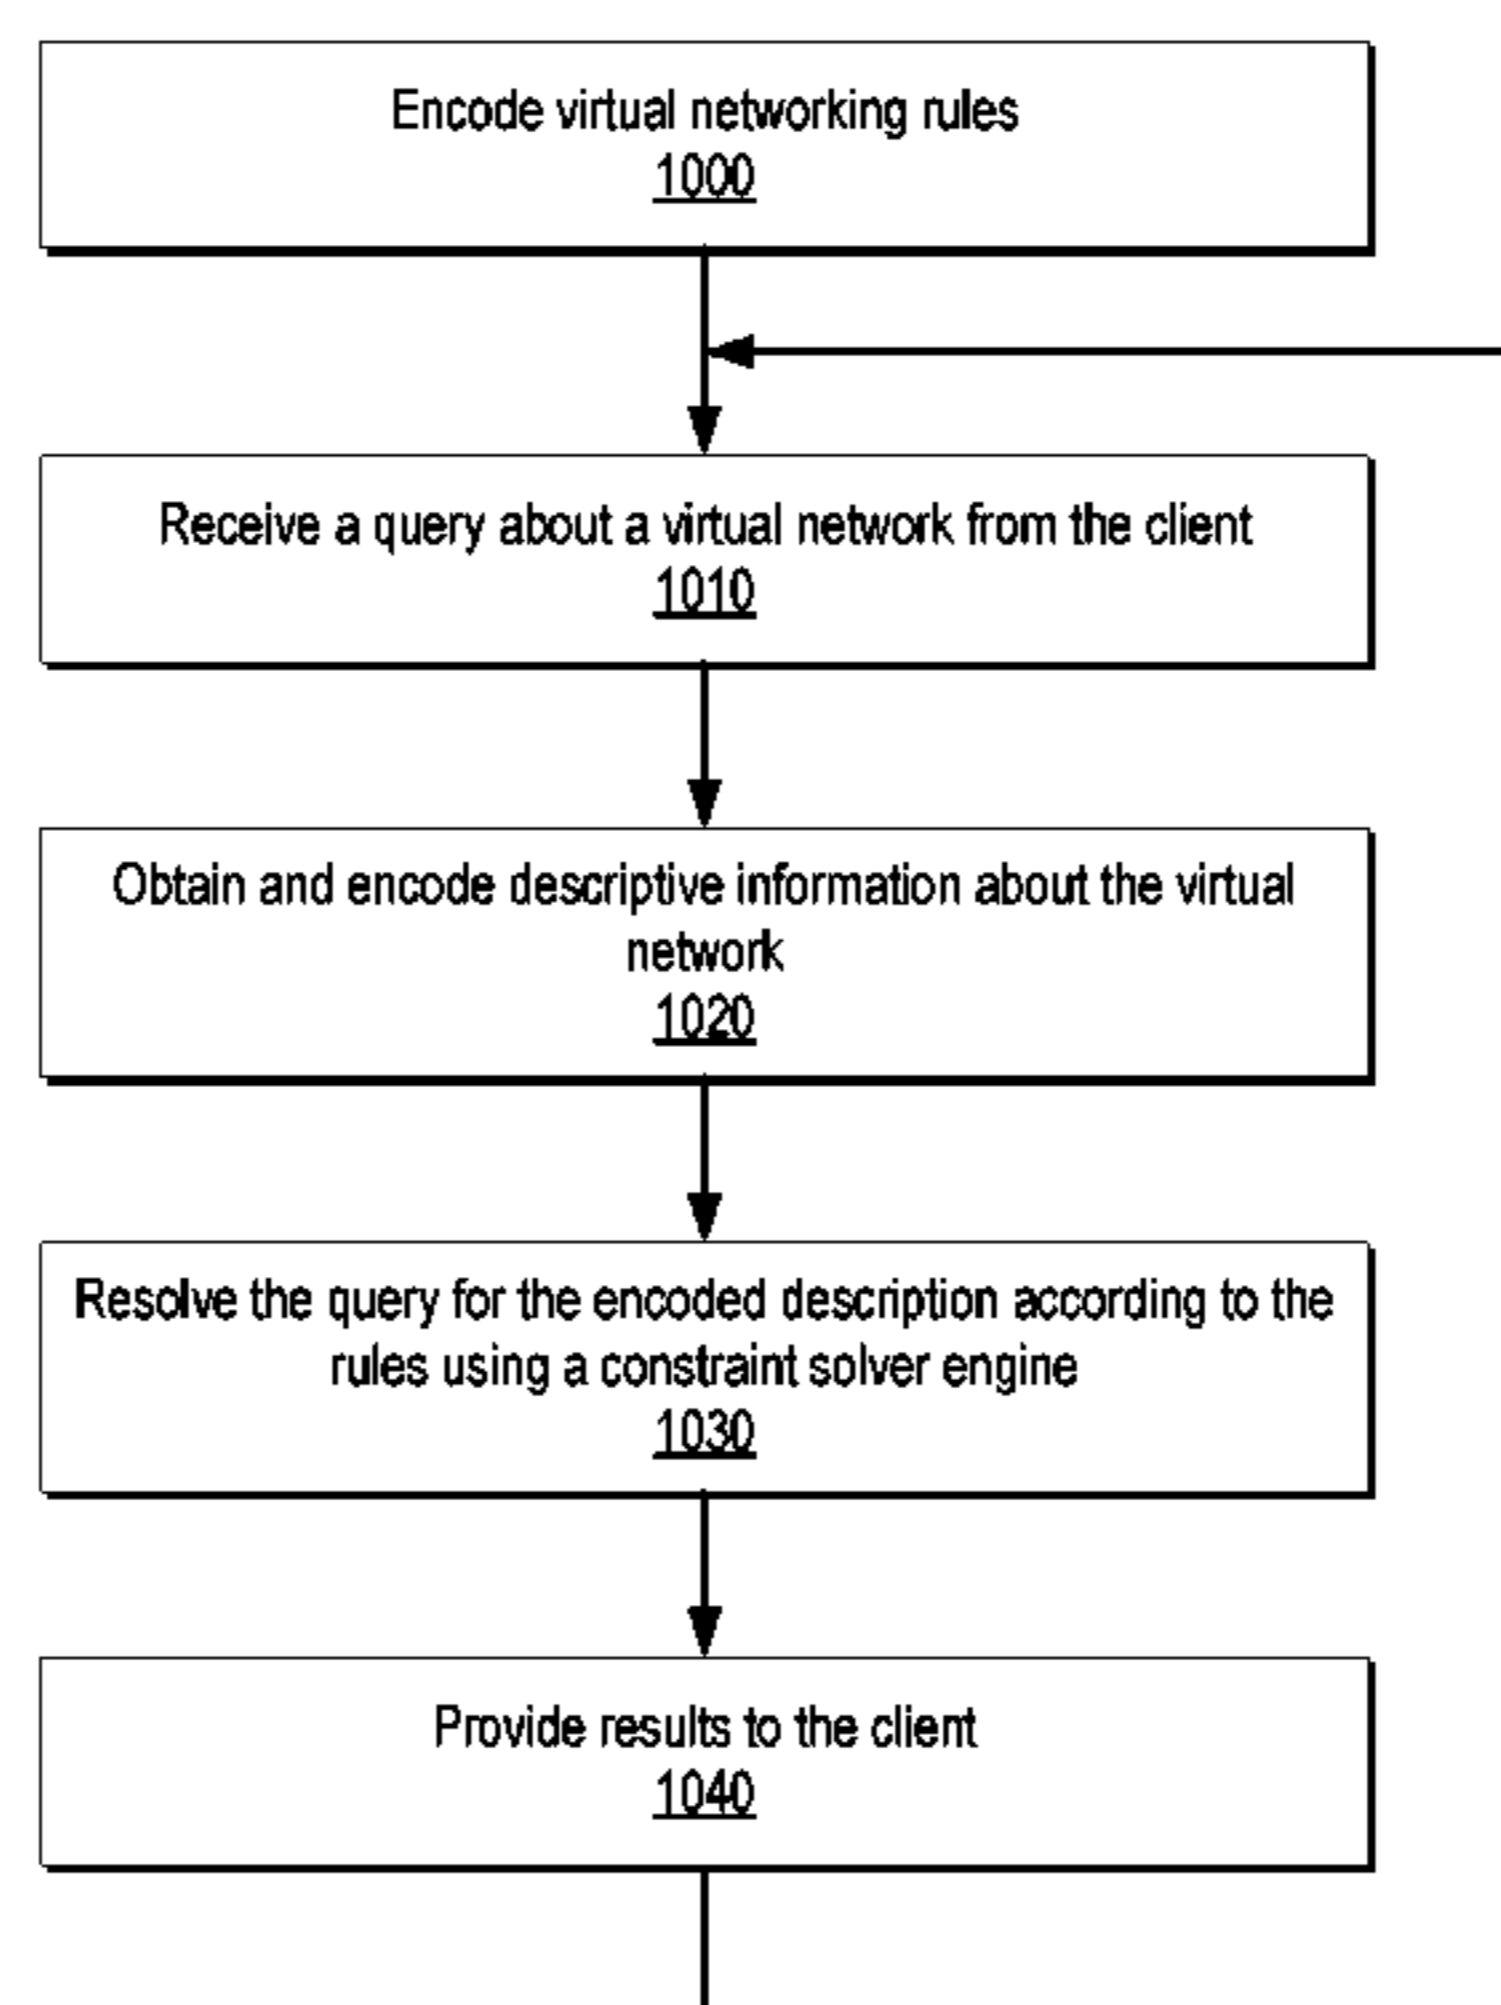 Encode virtual networking rules
1000
Receive a query about a virtual network from the client
1010
Obtain and encode descriptive information about the virtual
network
1020
Resolve the query for the encoded description according to the
rules using a constraint solver engine
1030
Provide results to the client
1040